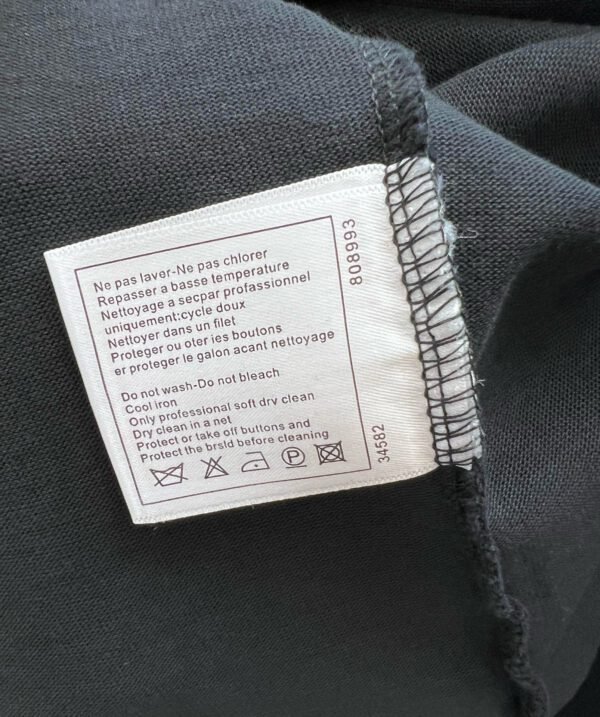 Ne pas laver-Ne pas chlorer
Repasser a basse temperature
Nettoyage a secpar profassionnel
uniquement:cycle doux
Nettoyer dans un filet
Proteger ou oter ies boutons
er proteger le galon acant nettoyage
Do not wash-Do not bleach
Cool iron
Only professional soft dry clean
Dry clean in a net
Protect or take off buttons and
Protect the brsld before cleaning
P
808993
34582